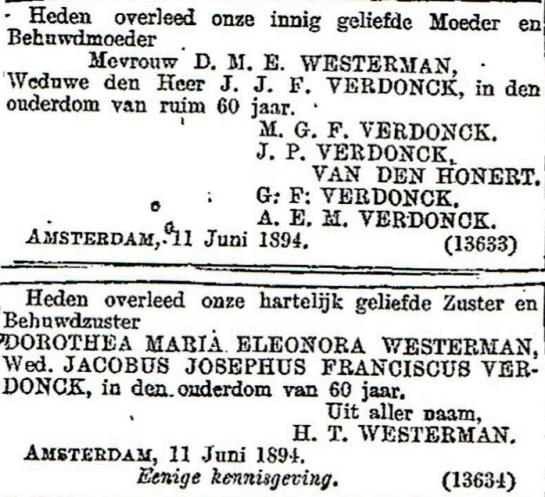 Heden overleed onze innig geliefde Moeder en
Behuwdmoeder
Mevrouw D. M. E. WESTERMAN,
Weduwe den Heer J. J. F. VERDONCK, in den
ouderdom van ruim 60 jaar.
M. G. F. VERDONCK.
J. P. VERDONCK,
VAN DEN HONERT.
G. F. VERDONCK.
A. E. M. VERDONCK.
AMSTERDAM, 11 Juni 1894. (13633)
Heden overleed onze hartelijk geliefde Zuster en
Behuwdzuster
DOROTHEA MARIA ELEONORA WESTERMAN,
Wed. JACOBUS JOSEPHUS FRANCISCUS VER-
DONCK, in den ouderdom van 60 jaar.
Uit aller naam,
H. T. WESTERMAN.
AMSTERDAM, 11 Juni 1894.
Eenige kennisgeving. (13634)